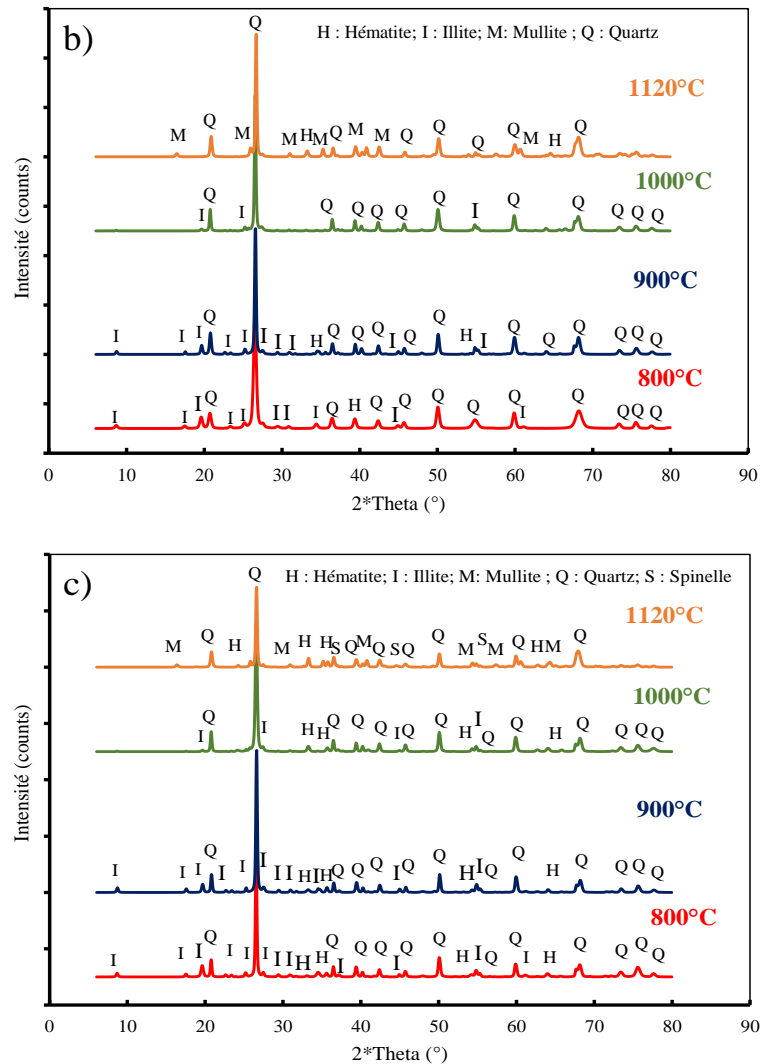 Q
b)
H : Hématite; I : Illite; M: Mullite ; Q : Quartz
1120°C
M Q M M H M Q M M Q Q Q Q M H Q
1000°C
I Q I Q Q Q Q Q I Q Q Q Q Q
900°C
I I I Q I I I I I H Q Q Q I Q Q H I Q Q Q Q Q Q
800°C
I I I Q I I I I I Q H Q I Q Q Q Q I Q Q Q Q
Intensité (counts)
0 10 20 30 40 50 60 70 80 90
2*Theta (°)
Q
c)
H : Hématite; I : Illite; M: Mullite ; Q : Quartz; S : Spinelle
1120°C
M Q H M H H S Q M Q S Q Q M S M Q H M Q
1000°C
I Q I H H Q Q Q I Q Q H I Q Q H Q Q Q Q
900°C
I I I Q I I I I I H I H Q Q Q I Q Q H I Q Q H Q Q Q Q
800°C
I I I Q I I I I I H H Q I Q Q I Q Q H I Q Q I H Q Q Q Q
Intensité (counts)
0 10 20 30 40 50 60 70 80 90
2*Theta (°)